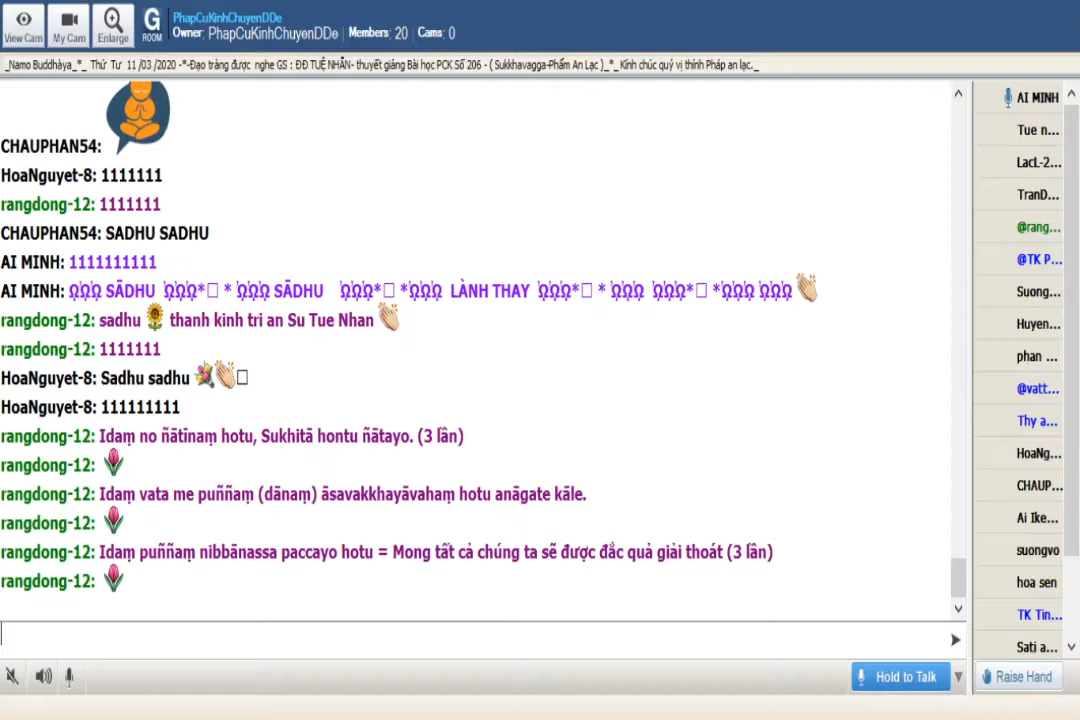 PhapCuKinhChuyenDDe
Owner: PhapCuKinhChuyenDDe | Members: 20 | Cams: 0
View Cam
My Cam
Enlarge
G ROOM
_Namo Buddhàya_*_ Thứ Tư 11 /03 /2020 -*-Đạo tràng được nghe GS : ĐĐ TUỆ NHÂN- thuyết giảng Bài học PCK Số 206 - ( Sukkhavagga-Phẩm An Lạc )_*_Kính chúc quý vị thính Pháp an lạc._
CHAUPHAN54:
HoaNguyet-8: 1111111
rangdong-12: 1111111
CHAUPHAN54: SADHU SADHU
AI MINH: 1111111111
AI MINH: SĀDHU * * SĀDHU * * LÀNH THAY * * * *
rangdong-12: sadhu thanh kinh tri an Su Tue Nhan
rangdong-12: 1111111
HoaNguyet-8: Sadhu sadhu
HoaNguyet-8: 111111111
rangdong-12: Idaṃ no ñātīnaṃ hotu, Sukhitā hontu ñātayo. (3 lần)
rangdong-12:
rangdong-12: Idaṃ vata me puññaṃ (dānaṃ) āsavakkhayāvahaṃ hotu anāgate kāle.
rangdong-12:
rangdong-12: Idaṃ puññaṃ nibbānassa paccayo hotu = Mong tất cả chúng ta sẽ được đắc quả giải thoát (3 lần)
rangdong-12:
AI MINH
Tue n...
LacL-2...
TranD...
@rang...
@TK P...
Suong...
Huyen...
phan ...
@vatt...
Thy a...
HoaNg...
CHAUP...
Ai Ike...
suongvo
hoa sen
TK Tin...
Sati a...
Hold to Talk
Raise Hand